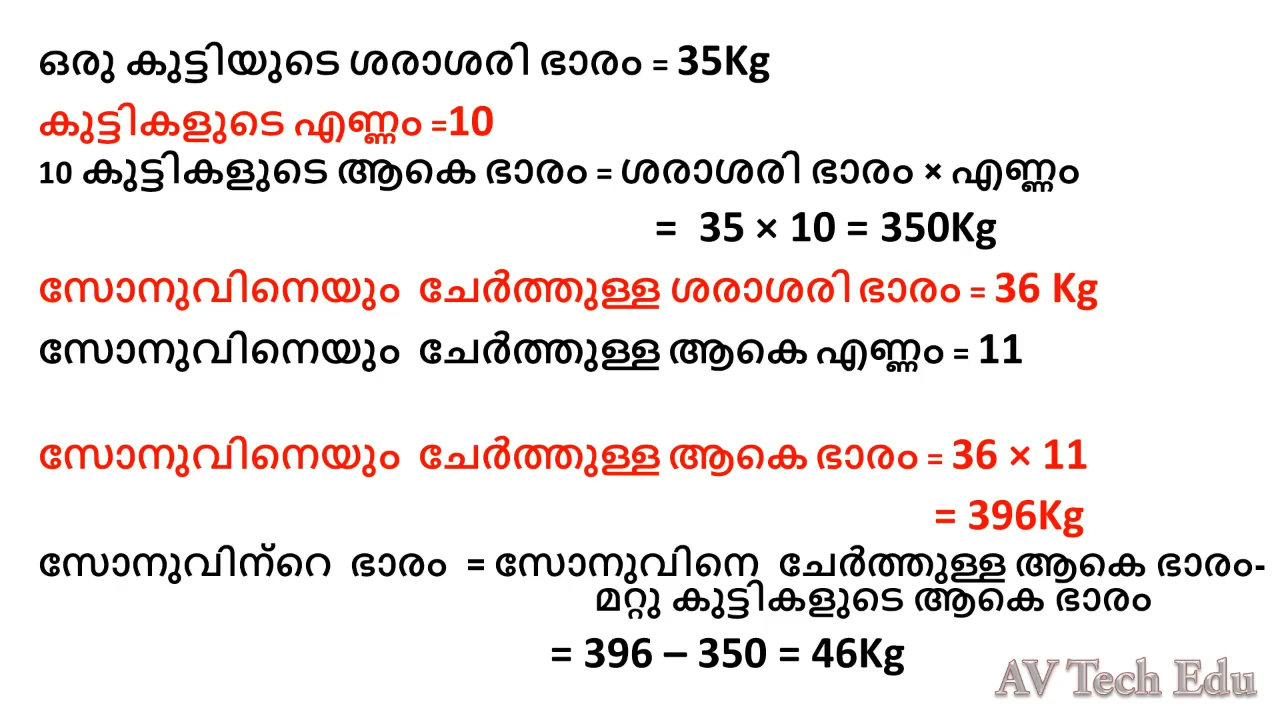 ഒരു കുട്ടിയുടെ ശരാശരി ഭാരം = 35Kg
കുട്ടികളുടെ എണ്ണം =10
10 കുട്ടികളുടെ ആകെ ഭാരം = ശരാശരി ഭാരം × എണ്ണം
= 35 × 10 = 350Kg
സോനുവിനെയും ചേർത്തുള്ള ശരാശരി ഭാരം = 36 Kg
സോനുവിനെയും ചേർത്തുള്ള ആകെ എണ്ണം = 11
സോനുവിനെയും ചേർത്തുള്ള ആകെ ഭാരം = 36 × 11
= 396Kg
സോനുവിന്റെ ഭാരം = സോനുവിനെ ചേർത്തുള്ള ആകെ ഭാരം-
മറ്റു കുട്ടികളുടെ ആകെ ഭാരം
= 396 – 350 = 46Kg
AV Tech Edu